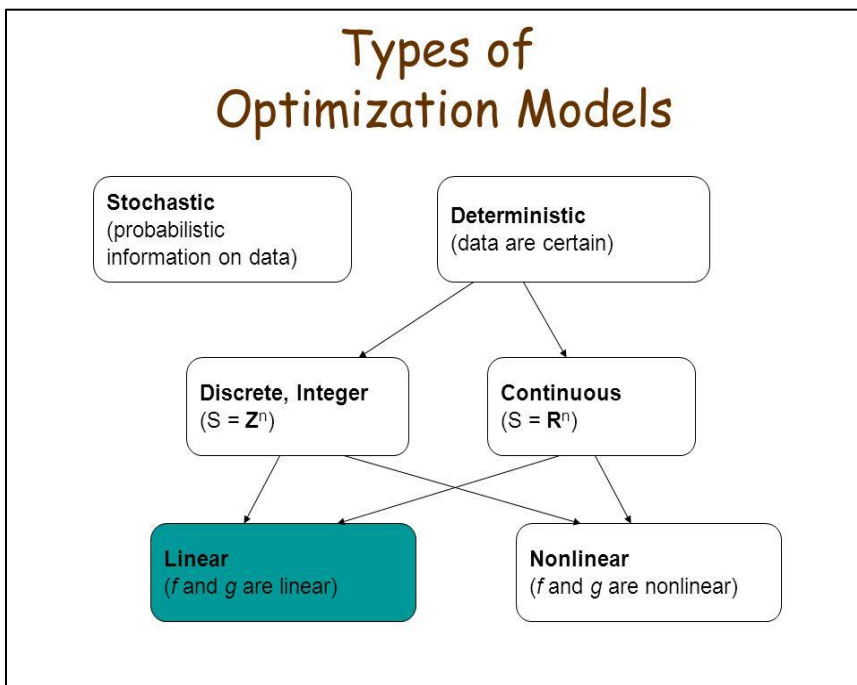 Types of
Optimization Models
Stochastic
(probabilistic
information on data)
Deterministic
(data are certain)
Discrete, Integer
(S = Zⁿ)
Continuous
(S = Rⁿ)
Linear
(f and g are linear)
Nonlinear
(f and g are nonlinear)